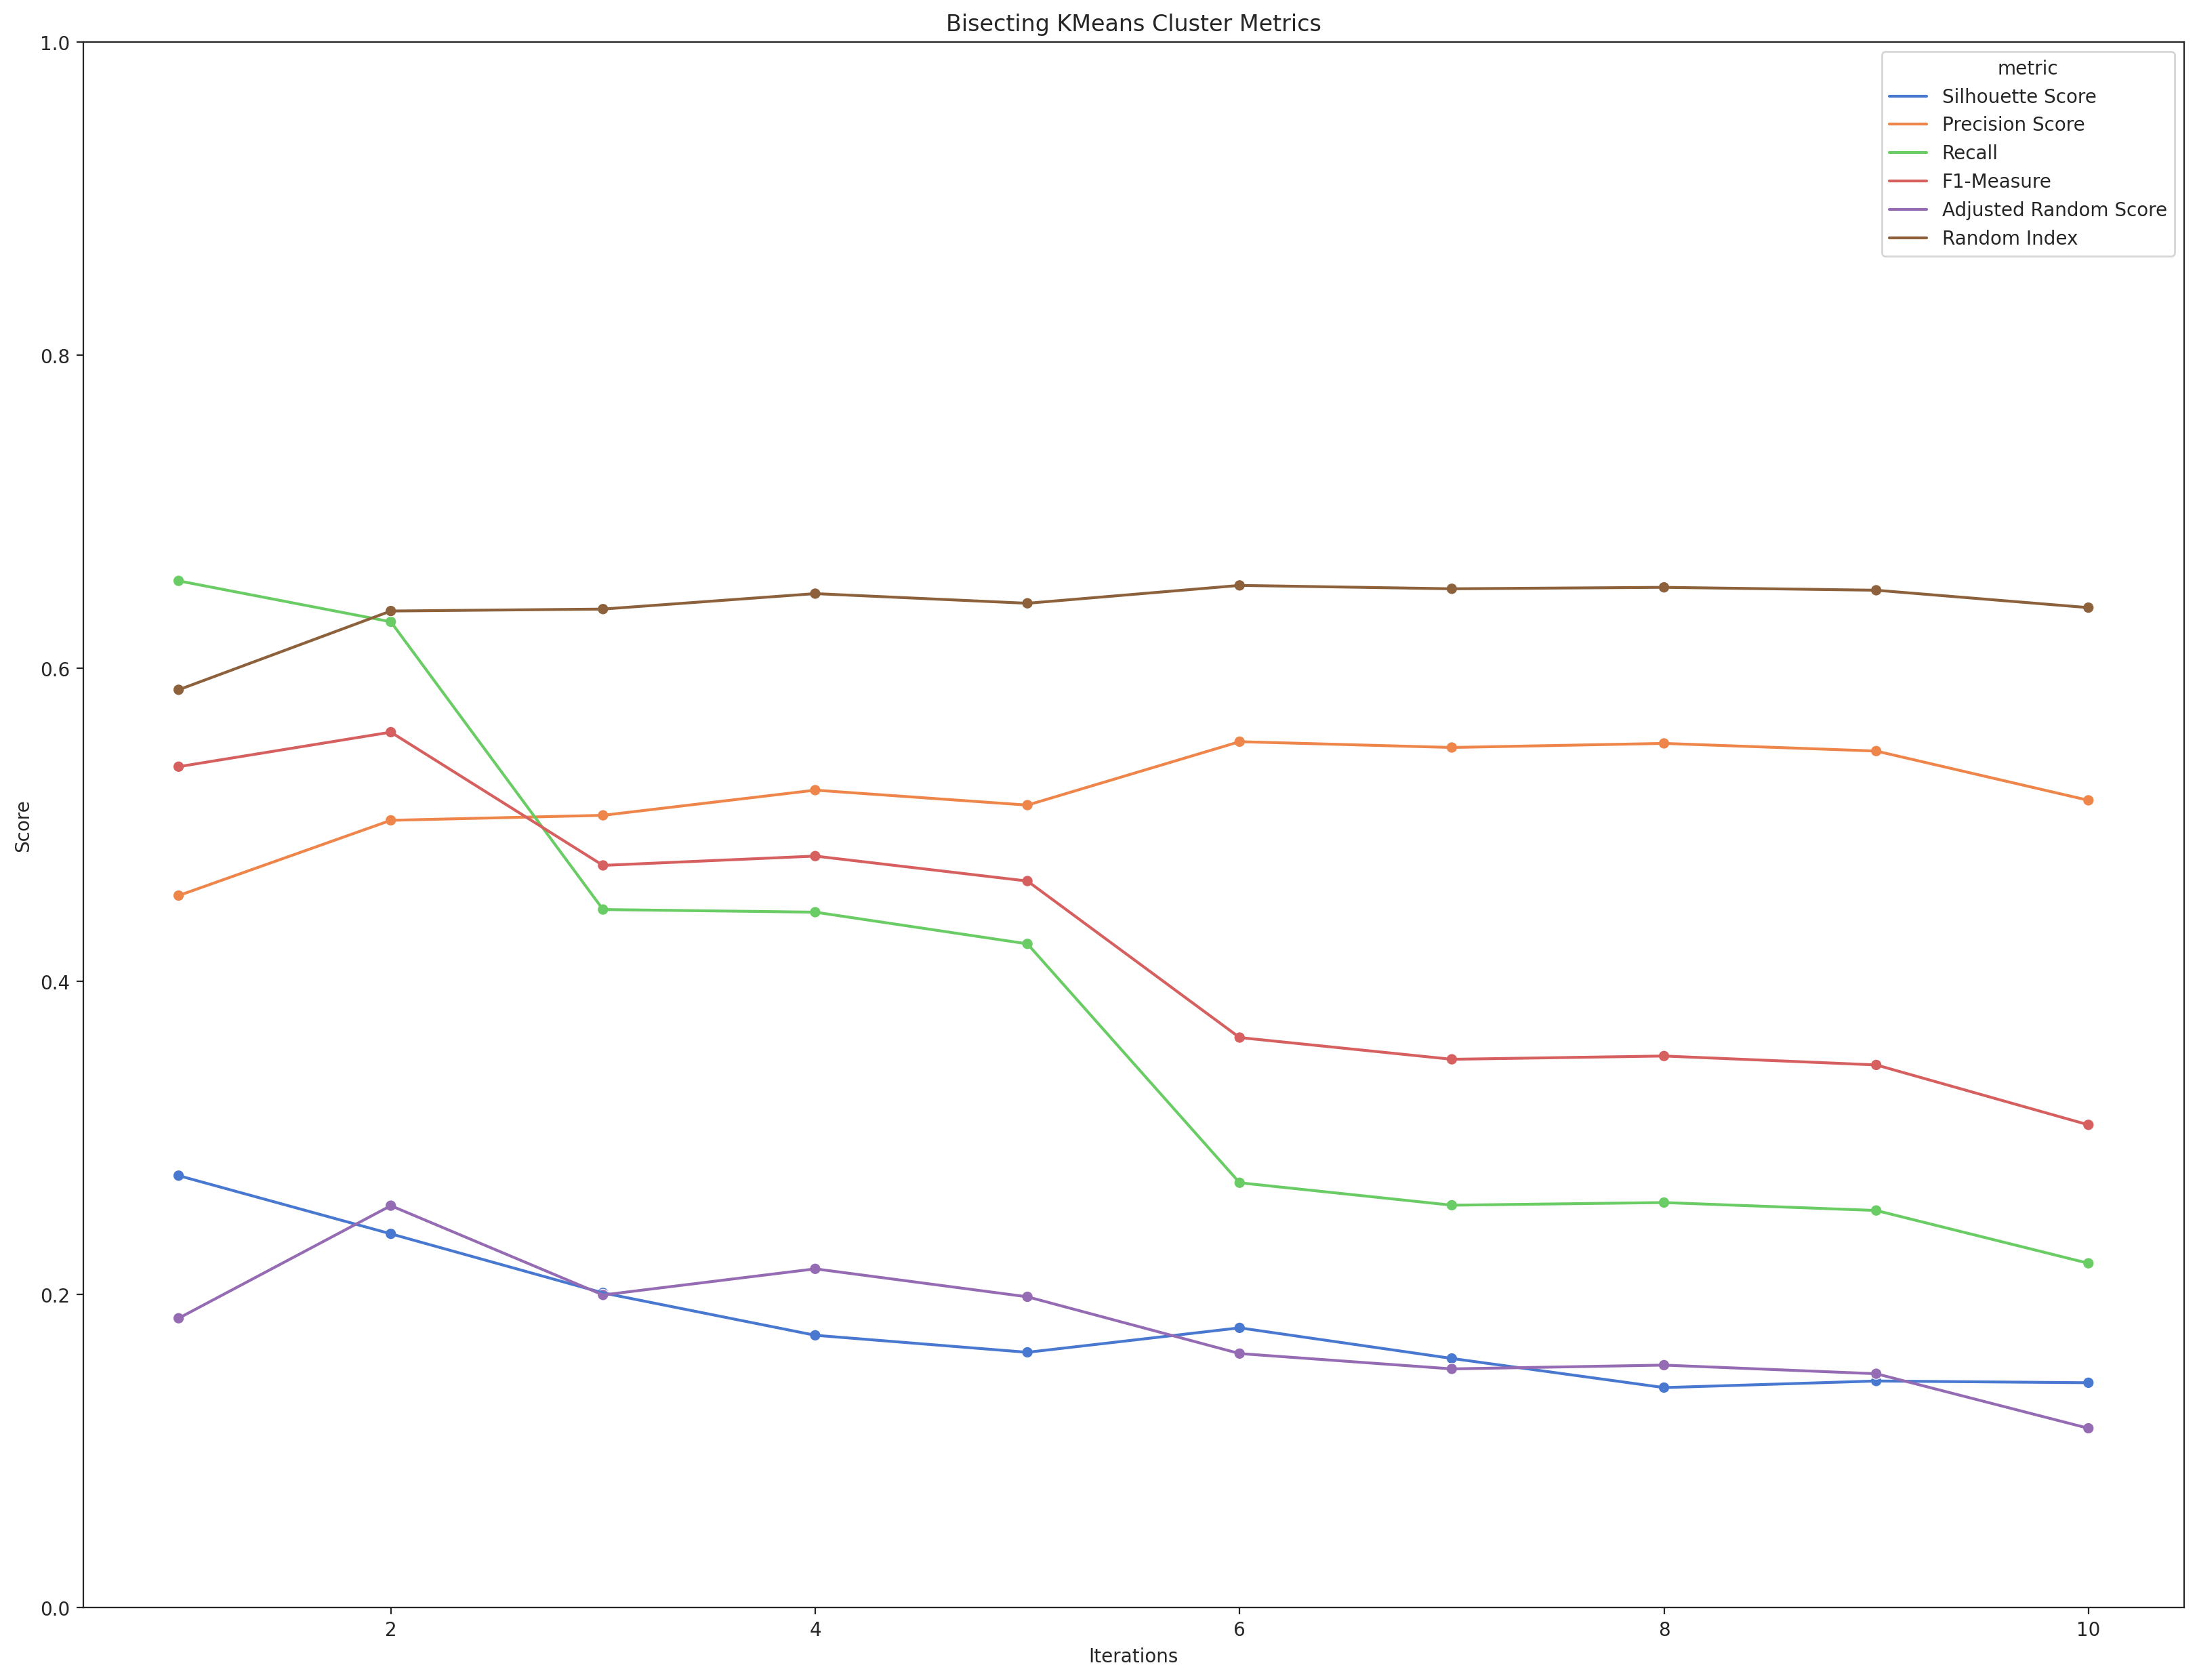 Bisecting KMeans Cluster Metrics
1.0
0.8
0.6
0.4
0.2
0.0
Score
metric
Silhouette Score
Precision Score
Recall
F1-Measure
Adjusted Random Score
Random Index
2
4
6
8
10
Iterations